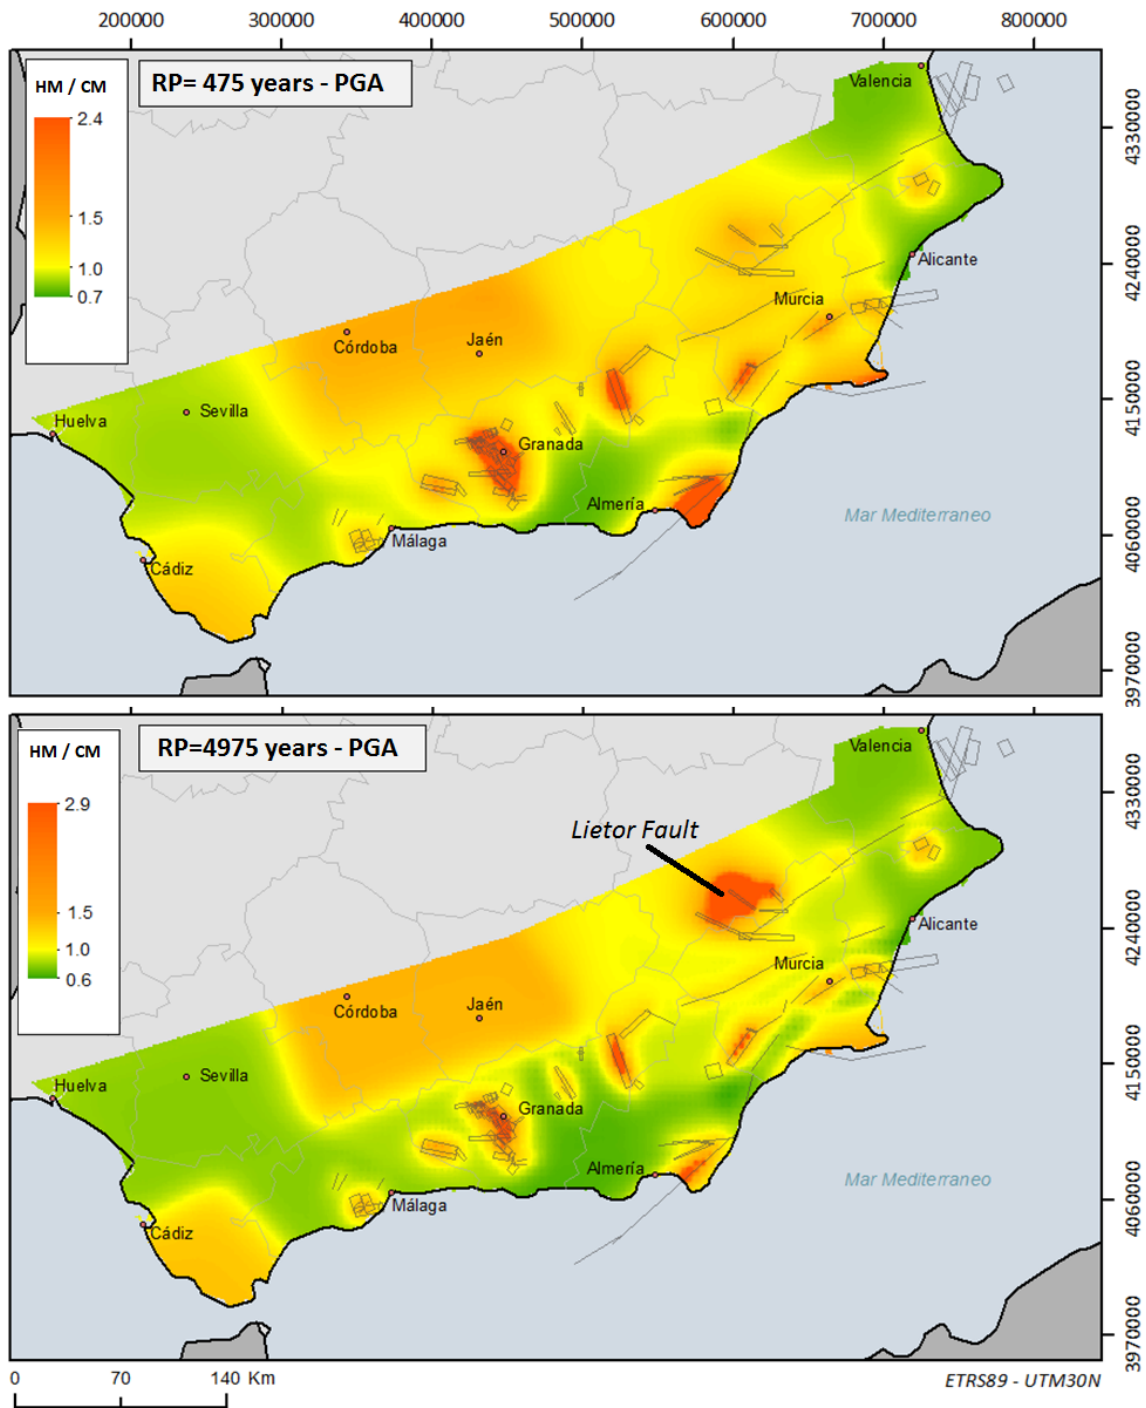 200000 300000 400000 500000 600000 700000 800000
HM / CM
RP= 475 years - PGA
2.4
1.5
1.0
0.7
Valencia
Alicante
Murcia
Córdoba
Jaén
Sevilla
Huelva
Granada
Almería
Málaga
Cádiz
Mar Mediterraneo
4330000
4240000
4150000
4060000
3970000
HM / CM
RP=4975 years - PGA
2.9
1.5
1.0
0.6
Valencia
Lietor Fault
Alicante
Murcia
Córdoba
Jaén
Sevilla
Huelva
Granada
Almería
Málaga
Cádiz
Mar Mediterraneo
4330000
4240000
4150000
4060000
3970000
0 70 140 Km
ETRS89 - UTM30N